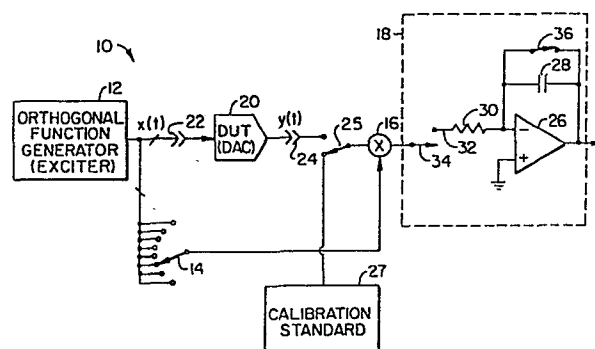 10
12
ORTHOGONAL
FUNCTION
GENERATOR
(EXCITER)
x(t)
22
20
DUT
(DAC)
y(t)
24
25
16
X
14
27
CALIBRATION
STANDARD
18
36
28
30
26
32
34
-
+